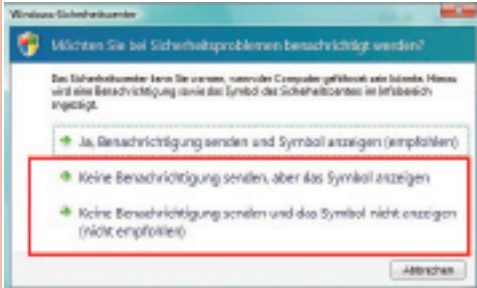 Windows-Sicherheitscenter
Möchten Sie bei Sicherheitsproblemen benachrichtigt werden?
Das Sicherheitscenter kann Sie warnen, wenn der Computer gefährdet sein könnte. Hierzu
wird eine Benachrichtigung sowie das Symbol des Sicherheitscenters im Infobereich
angezeigt.
Ja, Benachrichtigung senden und Symbol anzeigen (empfohlen)
Keine Benachrichtigung senden, aber das Symbol anzeigen
Keine Benachrichtigung senden und das Symbol nicht anzeigen
(nicht empfohlen)
Abbrechen